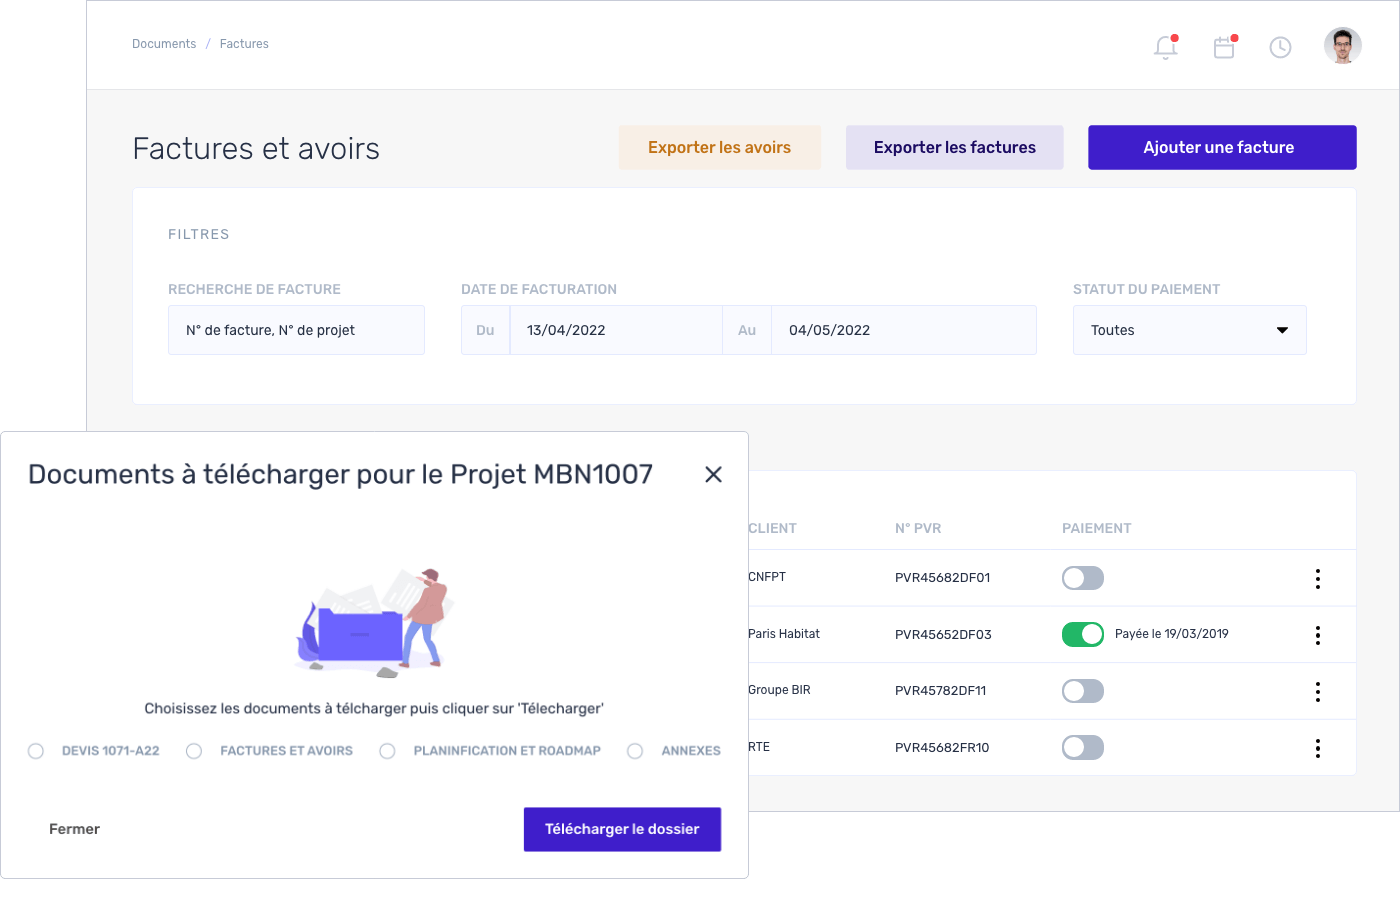 Documents / Factures
Factures et avoirs
Exporter les avoirs
Exporter les factures
Ajouter une facture
FILTRES
RECHERCHE DE FACTURE
DATE DE FACTURATION
STATUT DU PAIEMENT
N° de facture, N° de projet
Du
13/04/2022
Au
04/05/2022
Toutes
CLIENT
N° PVR
PAIEMENT
CNFPT
PVR45682DF01
Paris Habitat
PVR45652DF03
Payée le 19/03/2019
Groupe BIR
PVR45782DF11
RTE
PVR45682FR10
Documents à télécharger pour le Projet MBN1007
Choisissez les documents à télcharger puis cliquer sur 'Télecharger'
DEVIS 1071-A22
FACTURES ET AVOIRS
PLANINFICATION ET ROADMAP
ANNEXES
Fermer
Télécharger le dossier